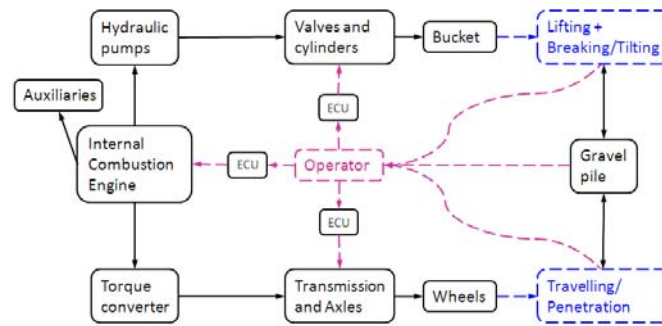 Hydraulic
pumps
Valves and
cylinders
Bucket
Lifting +
Breaking/Tilting
Auxiliaries
ECU
Internal
Combustion
Engine
ECU
Operator
Gravel
pile
ECU
Torque
converter
Transmission
and Axles
Wheels
Travelling/
Penetration